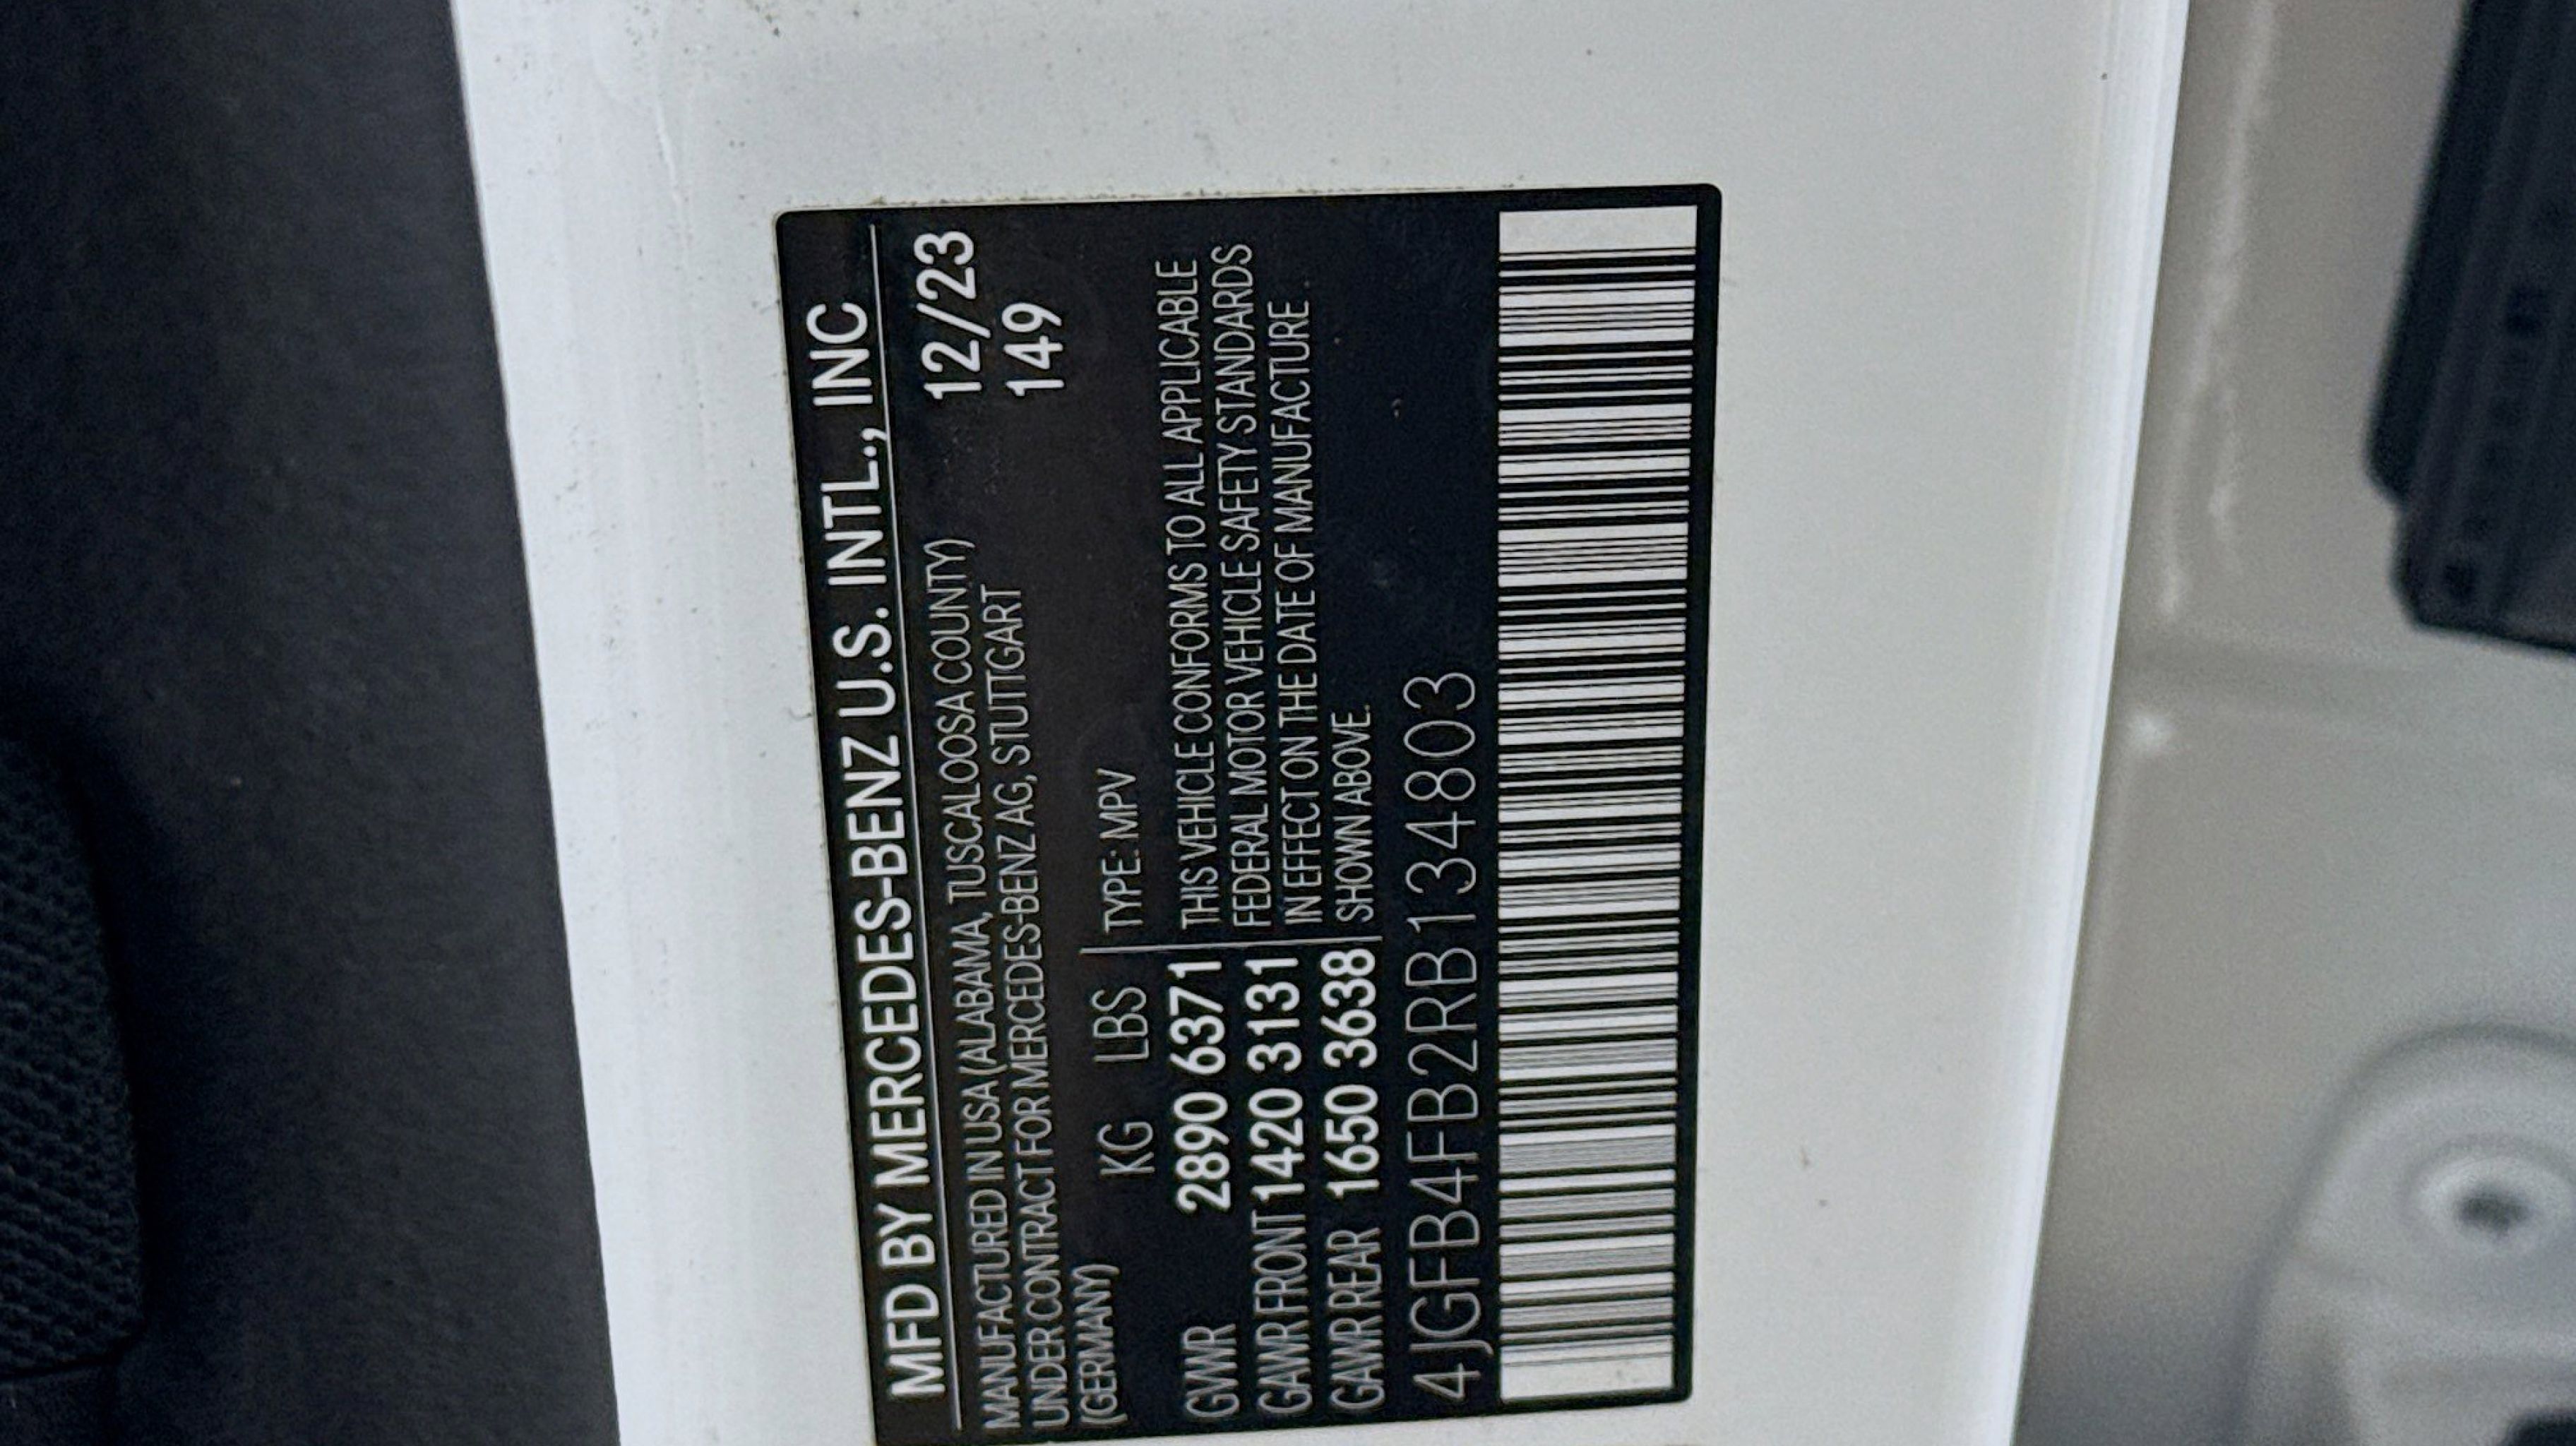 MFD BY MERCEDES-BENZ U.S. INTL., INC
MANUFACTURED IN USA (ALABAMA, TUSCALOOSA COUNTY) 12/23
UNDER CONTRACT FOR MERCEDES-BENZ AG, STUTTGART 149
(GERMANY)
KG LBS TYPE: MPV
GVWR 2890 6371 THIS VEHICLE CONFORMS TO ALL APPLICABLE
FEDERAL MOTOR VEHICLE SAFETY STANDARDS
GAWR FRONT 1420 3131 IN EFFECT ON THE DATE OF MANUFACTURE
GAWR REAR 1650 3638 SHOWN ABOVE.
4JGFB4FB2RB134803